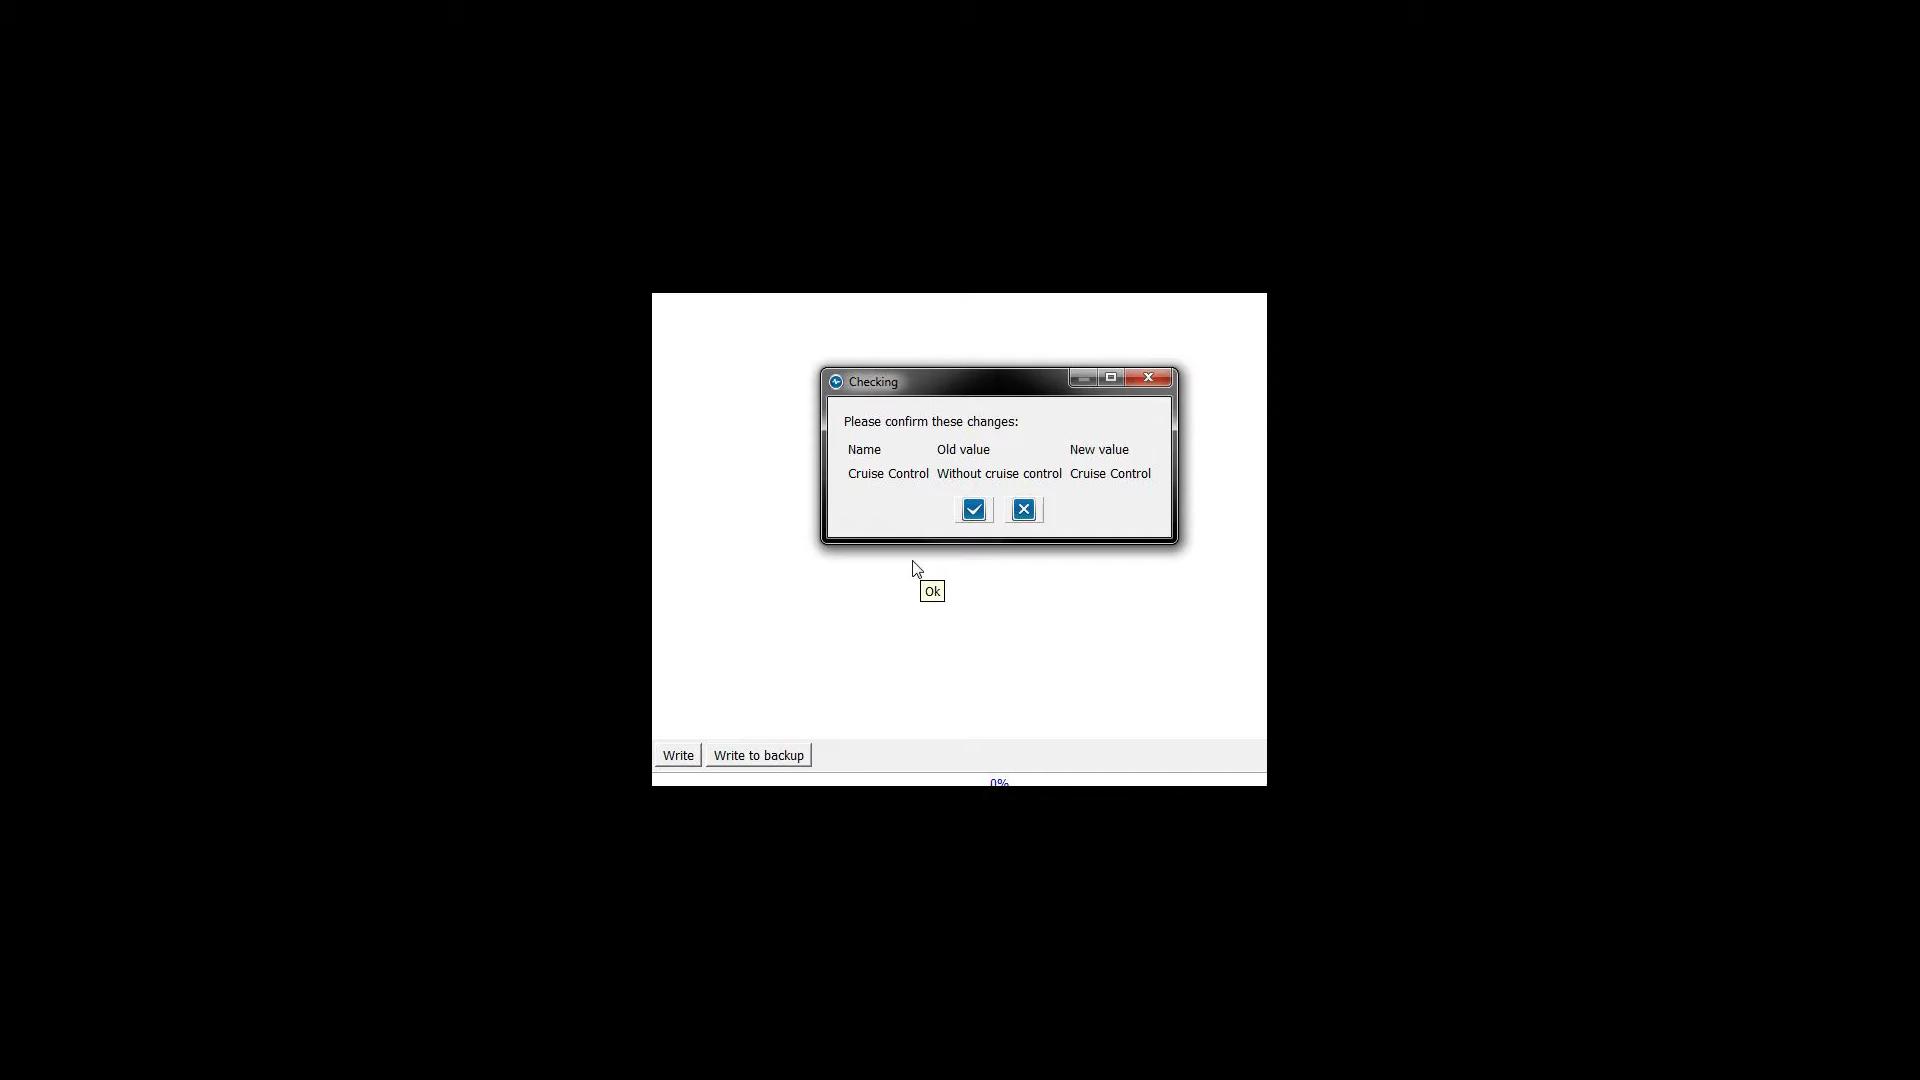 Checking
Please confirm these changes:
Name Old value New value
Cruise Control Without cruise control Cruise Control
Ok
Write Write to backup
0%